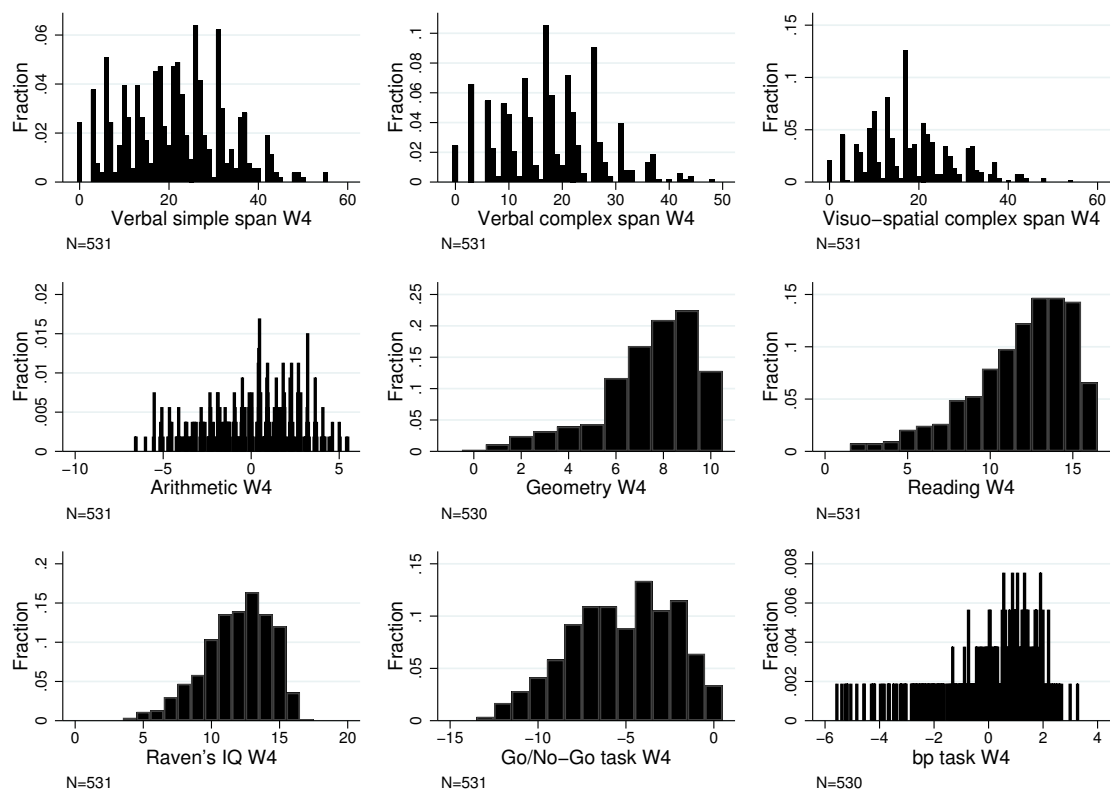 Fraction
0 .02 .04 .06
0 20 40 60
Verbal simple span W4
N=531
Fraction
0 .02 .04 .06 .08 .1
0 10 20 30 40 50
Verbal complex span W4
N=531
Fraction
0 .05 .1 .15
0 20 40 60
Visuo−spatial complex span W4
N=531
Fraction
0 .005 .01 .015 .02
−10 −5 0 5
Arithmetic W4
N=531
Fraction
0 .05 .1 .15 .2 .25
0 2 4 6 8 10
Geometry W4
N=530
Fraction
0 .05 .1 .15
0 5 10 15
Reading W4
N=531
Fraction
0 .05 .1 .15 .2
0 5 10 15 20
Raven's IQ W4
N=531
Fraction
0 .05 .1 .15
−15 −10 −5 0
Go/No−Go task W4
N=531
Fraction
0 .002 .004 .006 .008
−6 −4 −2 0 2 4
bp task W4
N=530